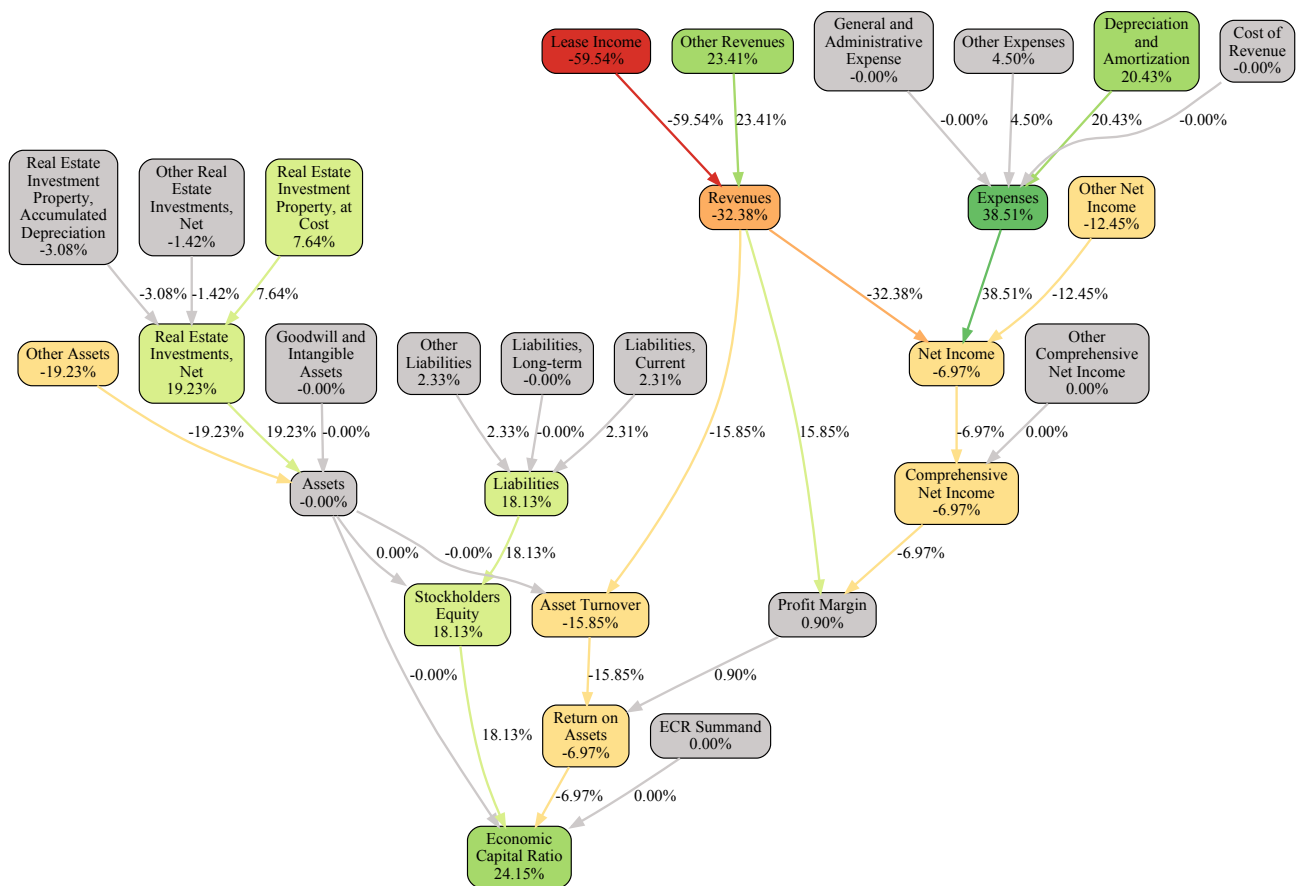 Lease Income
-59.54%
Other Revenues
23.41%
General and
Administrative
Expense
-0.00%
Other Expenses
4.50%
Depreciation
and
Amortization
20.43%
Cost of
Revenue
-0.00%
-59.54%
23.41%
-0.00%
4.50%
20.43%
-0.00%
Real Estate
Investment
Property,
Accumulated
Depreciation
-3.08%
Other Real
Estate
Investments,
Net
-1.42%
Real Estate
Investment
Property, at
Cost
7.64%
Revenues
-32.38%
Expenses
38.51%
Other Net
Income
-12.45%
-3.08%
-1.42%
7.64%
-32.38%
38.51%
-12.45%
Other Assets
-19.23%
Real Estate
Investments,
Net
19.23%
Goodwill and
Intangible
Assets
-0.00%
Other
Liabilities
2.33%
Liabilities,
Long-term
-0.00%
Liabilities,
Current
2.31%
Net Income
-6.97%
Other
Comprehensive
Net Income
0.00%
-19.23%
19.23%
-0.00%
2.33%
-0.00%
2.31%
-15.85%
15.85%
-6.97%
0.00%
Assets
-0.00%
Liabilities
18.13%
Comprehensive
Net Income
-6.97%
0.00%
-0.00%
18.13%
-6.97%
Stockholders
Equity
18.13%
Asset Turnover
-15.85%
Profit Margin
0.90%
-0.00%
-15.85%
0.90%
Return on
Assets
-6.97%
ECR Summand
0.00%
18.13%
-6.97%
0.00%
Economic
Capital Ratio
24.15%